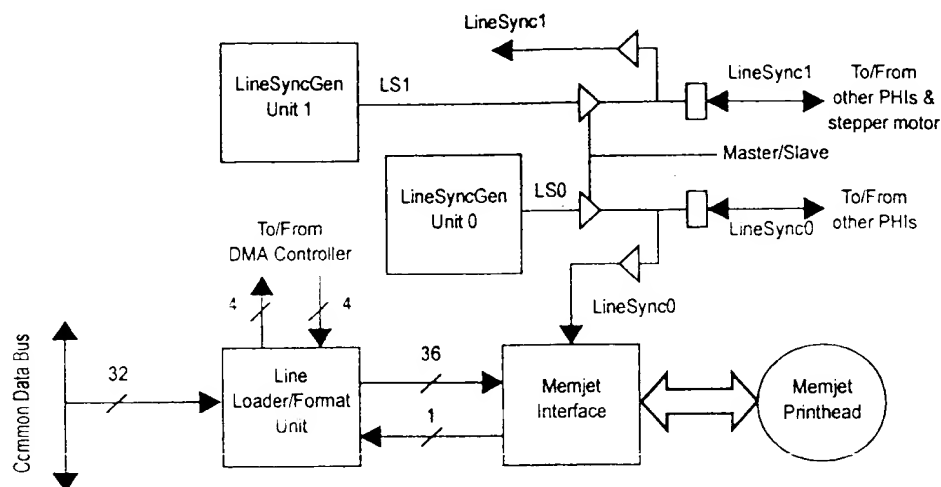 LineSync1
LineSyncGen
Unit 1
LS1
LineSync1
To/From
other PHIs &
stepper motor
Master/Slave
LineSyncGen
Unit 0
LS0
To/From
other PHIs
LineSync0
To/From
DMA Controller
4
4
LineSync0
Common Data Bus
32
Line
Loader/Format
Unit
36
1
Memjet
Interface
Memjet
Printhead